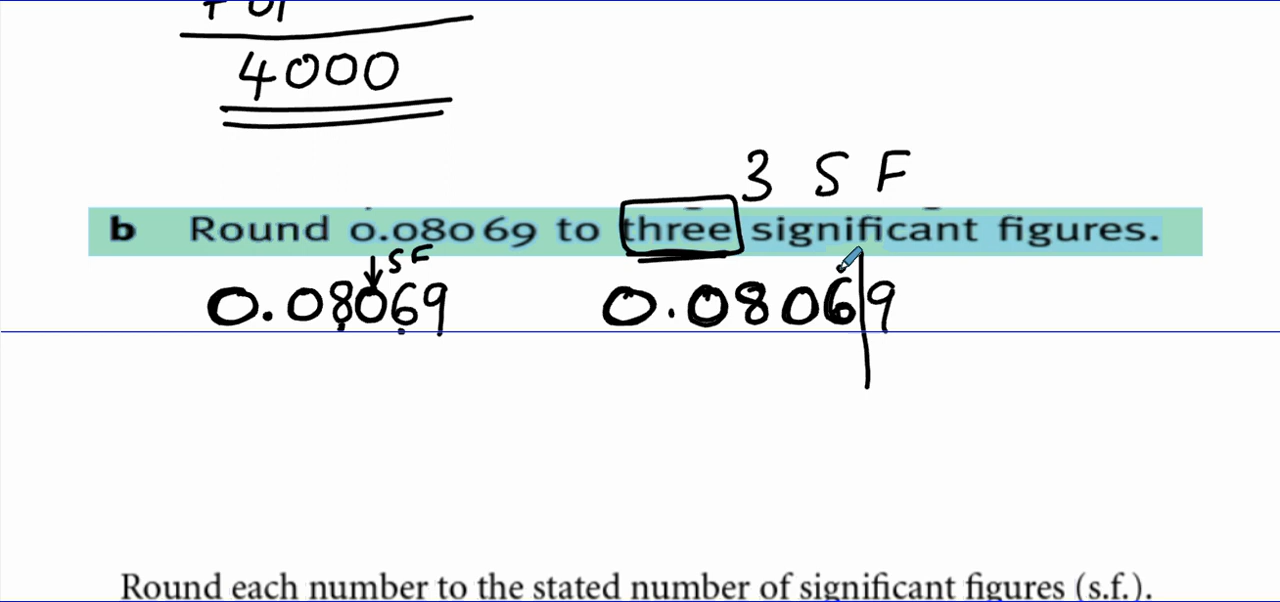 4000
3 S F
b Round 0.08069 to three significant figures.
SF
0.08069 0.0806|9
Round each number to the stated number of significant figures (s.f.).